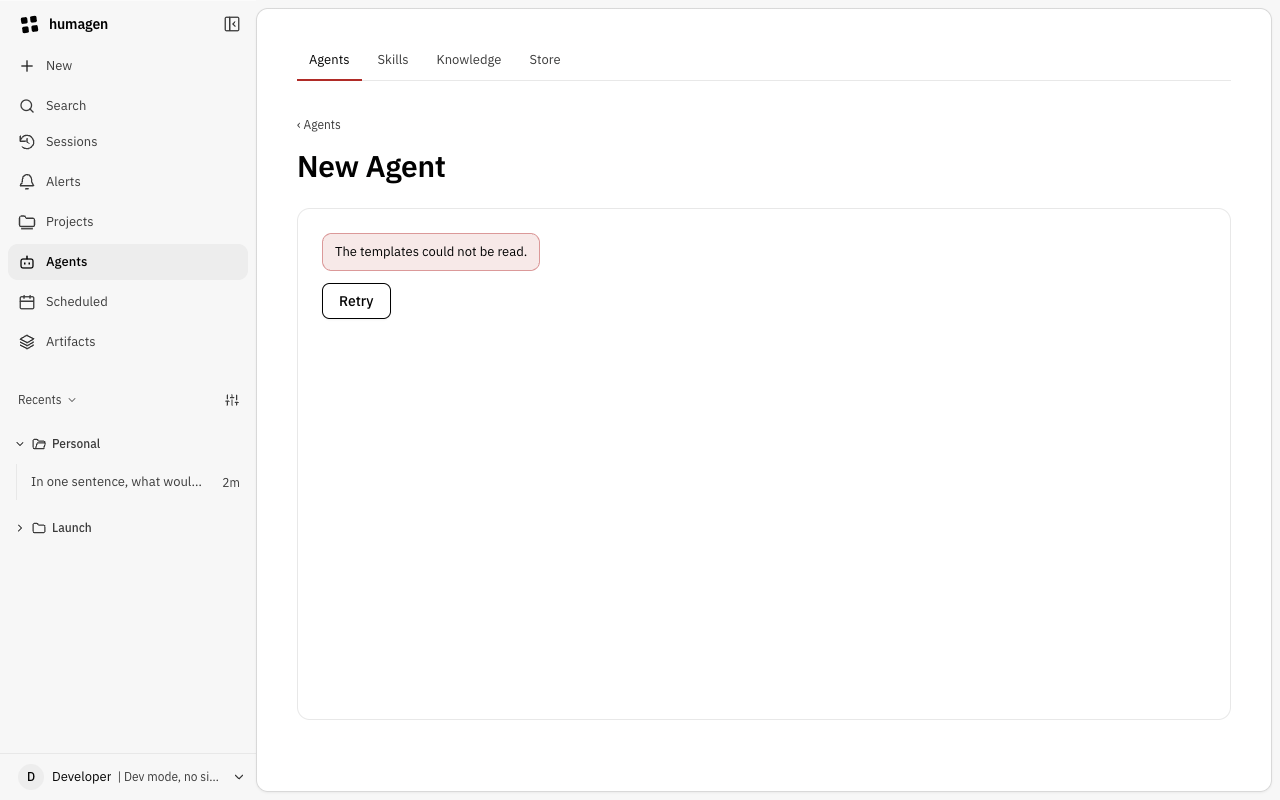 humagen
New
Search
Sessions
Alerts
Projects
Agents
Scheduled
Artifacts
Recents
Personal
In one sentence, what woul... 2m
Launch
D Developer | Dev mode, no si...
Agents Skills Knowledge Store
‹ Agents
New Agent
The templates could not be read.
Retry